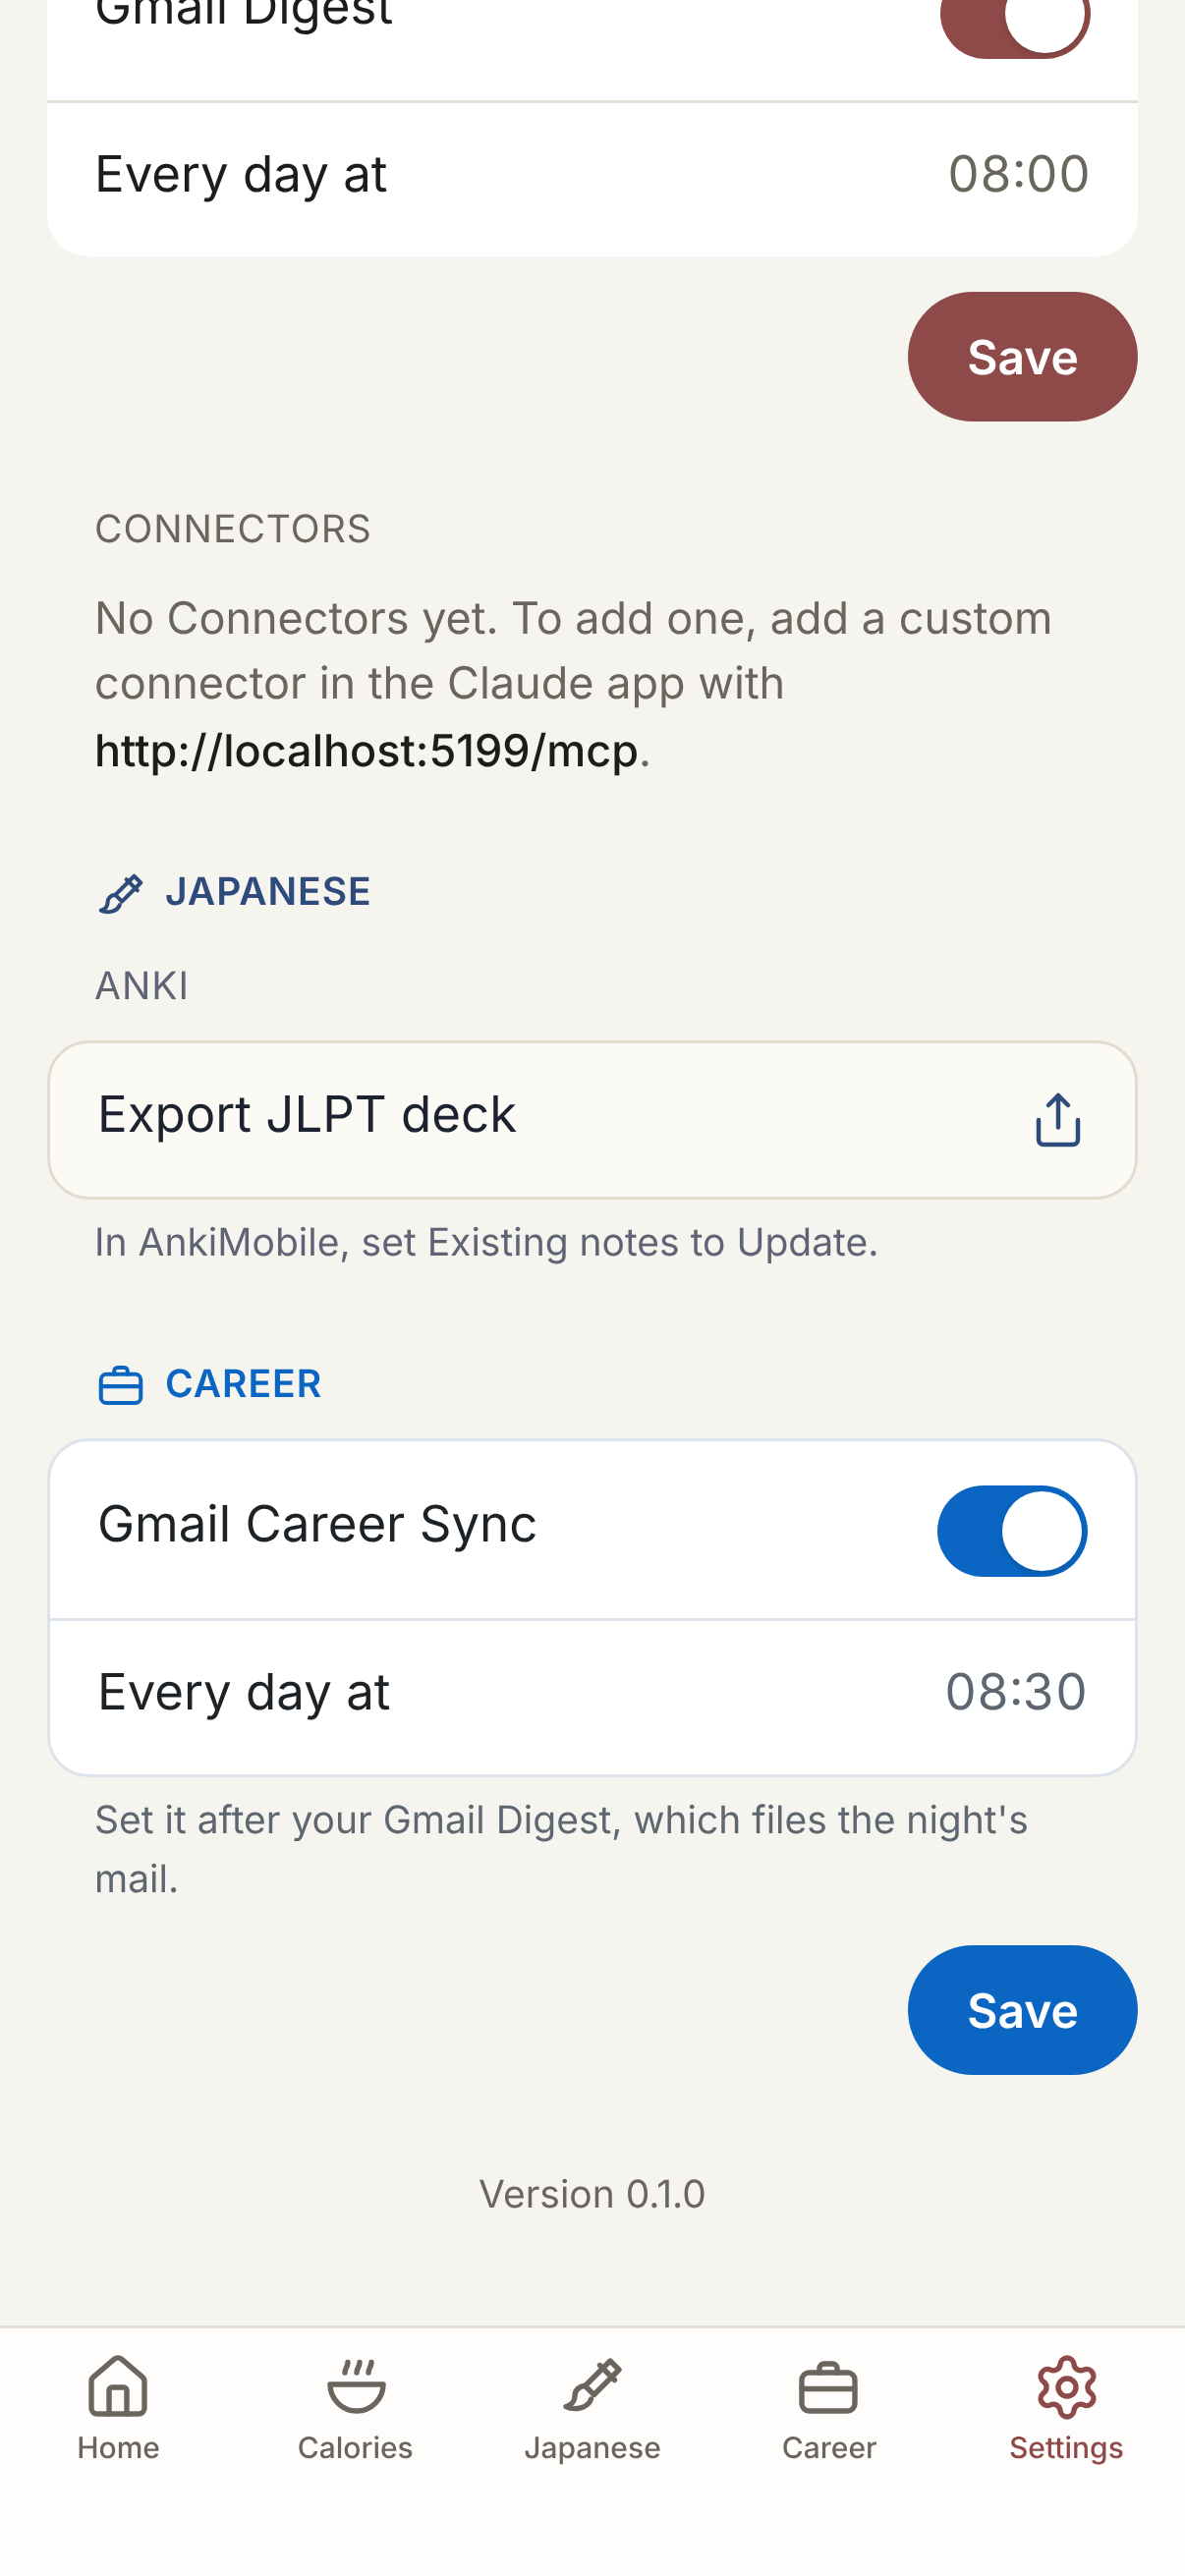 Gmail Digest
Every day at 08:00
Save
CONNECTORS
No Connectors yet. To add one, add a custom
connector in the Claude app with
http://localhost:5199/mcp.
JAPANESE
ANKI
Export JLPT deck
In AnkiMobile, set Existing notes to Update.
CAREER
Gmail Career Sync
Every day at 08:30
Set it after your Gmail Digest, which files the night's
mail.
Save
Version 0.1.0
Home Calories Japanese Career Settings